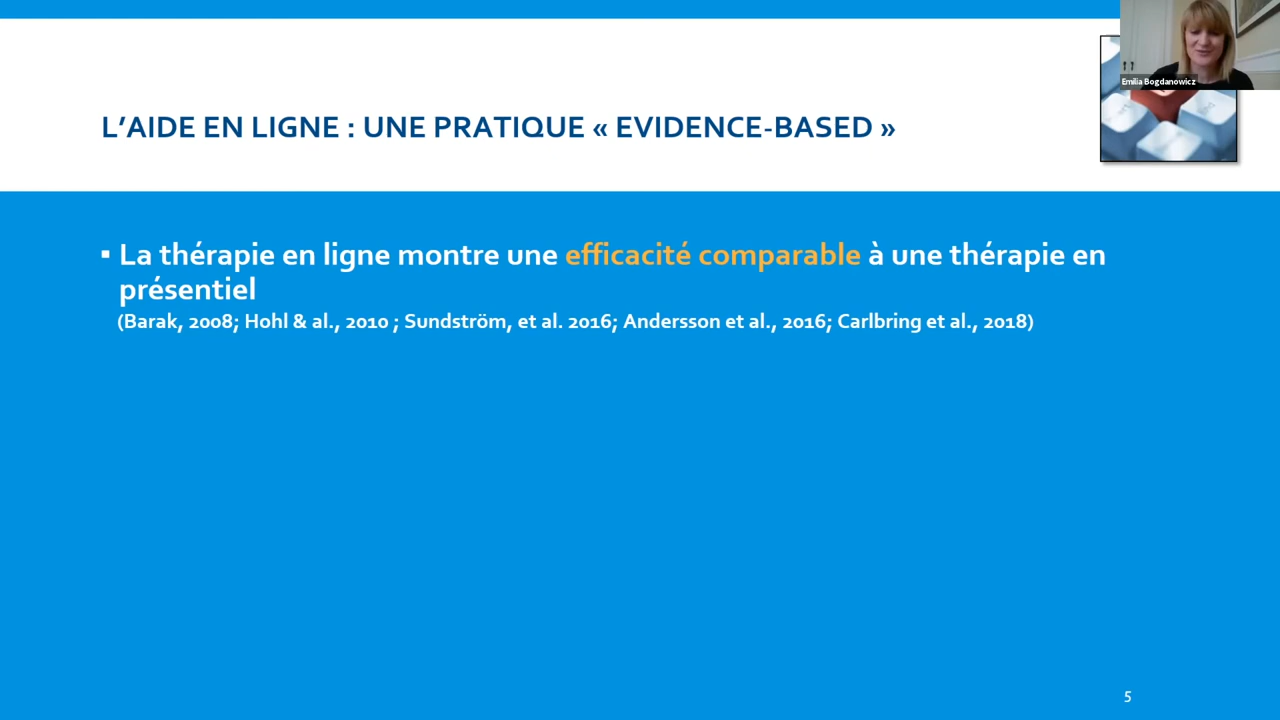 Emilia Bogdanowicz
L'AIDE EN LIGNE : UNE PRATIQUE « EVIDENCE-BASED »
▪ La thérapie en ligne montre une efficacité comparable à une thérapie en
présentiel
(Barak, 2008; Hohl & al., 2010 ; Sundström, et al. 2016; Andersson et al., 2016; Carlbring et al., 2018)
5